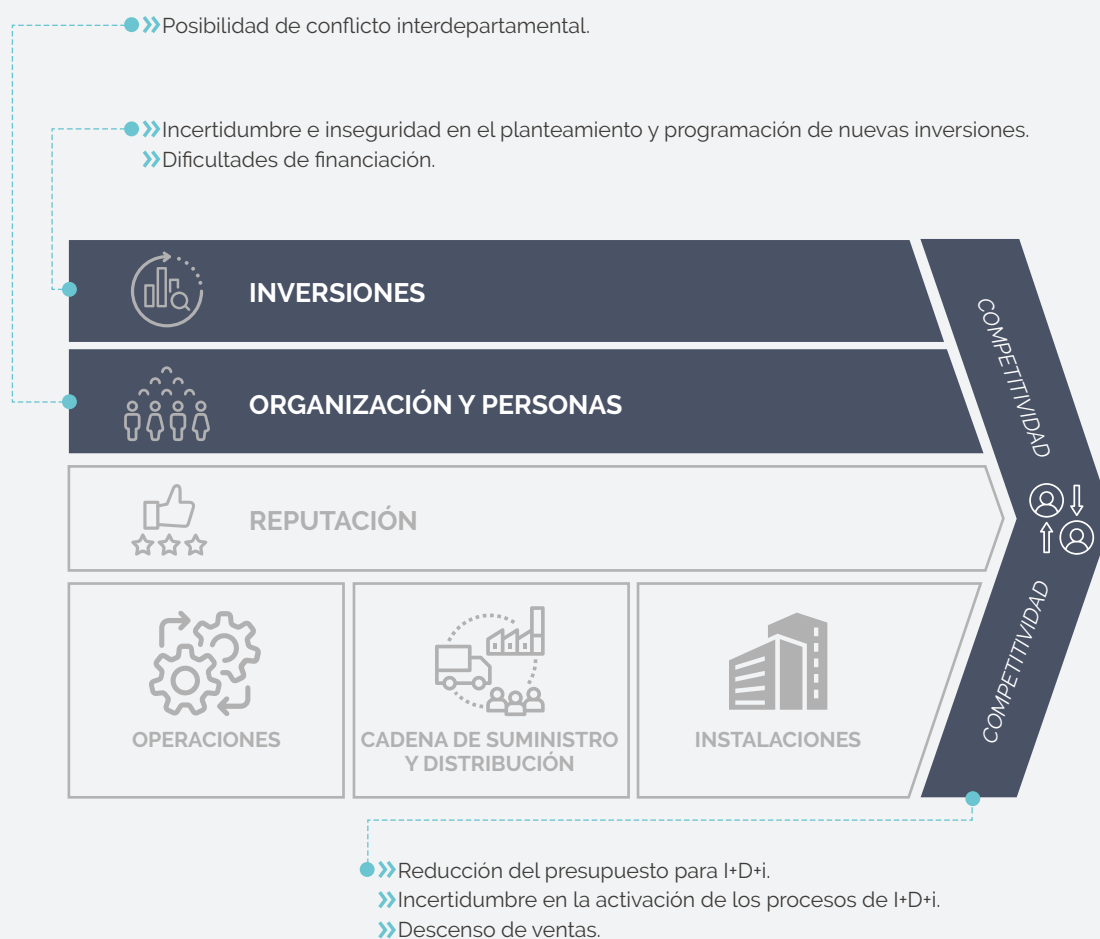 Posibilidad de conflicto interdepartamental.
Incertidumbre e inseguridad en el planteamiento y programación de nuevas inversiones.
Dificultades de financiación.
INVERSIONES
ORGANIZACIÓN Y PERSONAS
REPUTACIÓN
COMPETITIVIDAD
COMPETITIVIDAD
OPERACIONES
CADENA DE SUMINISTRO
Y DISTRIBUCIÓN
INSTALACIONES
Reducción del presupuesto para I+D+i.
Incertidumbre en la activación de los procesos de I+D+i.
Descenso de ventas.